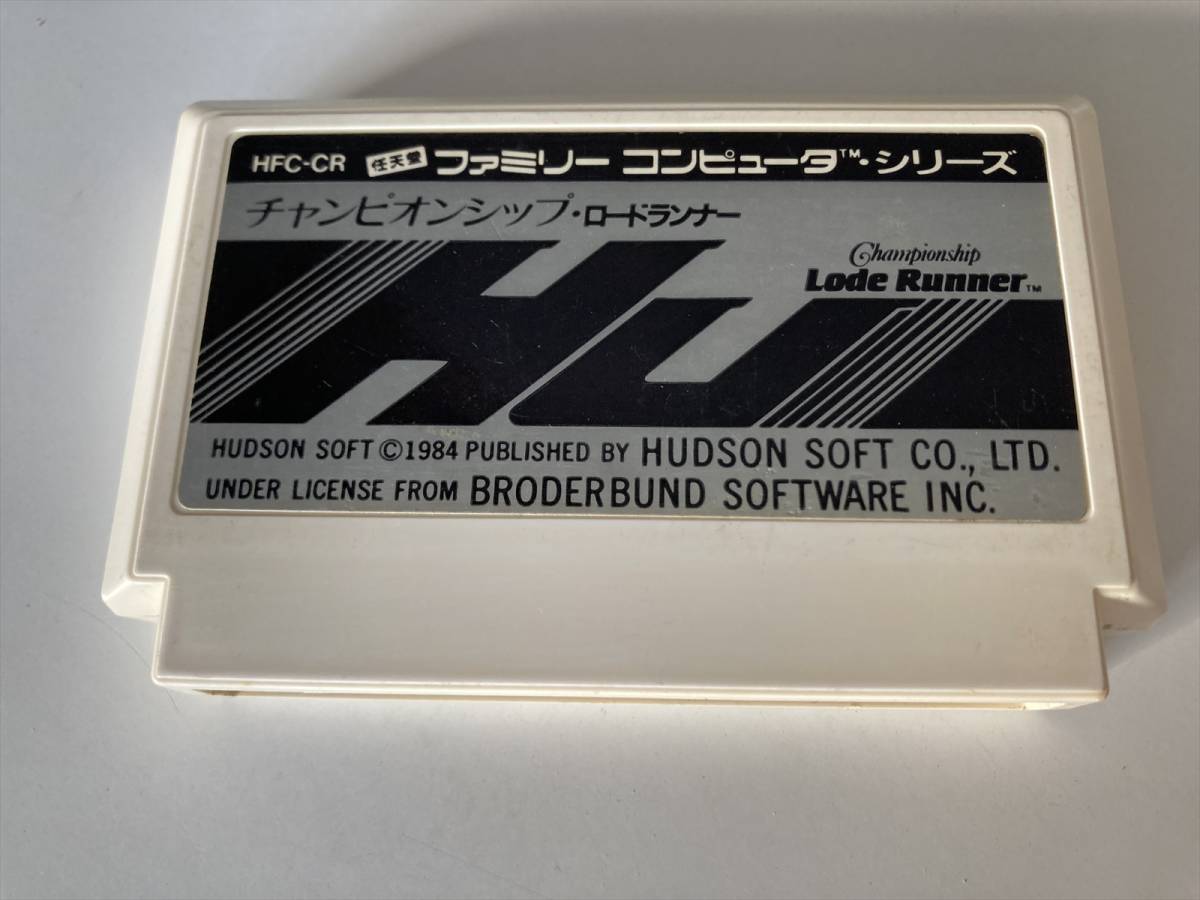 HFC-CR 任天堂 ファミリー コンピュータ™・シリーズ
チャンピオンシップ・ロードランナー
Championship
Lode Runner™
HU
HUDSON SOFT ©1984 PUBLISHED BY HUDSON SOFT CO., LTD.
UNDER LICENSE FROM BRODERBUND SOFTWARE INC.